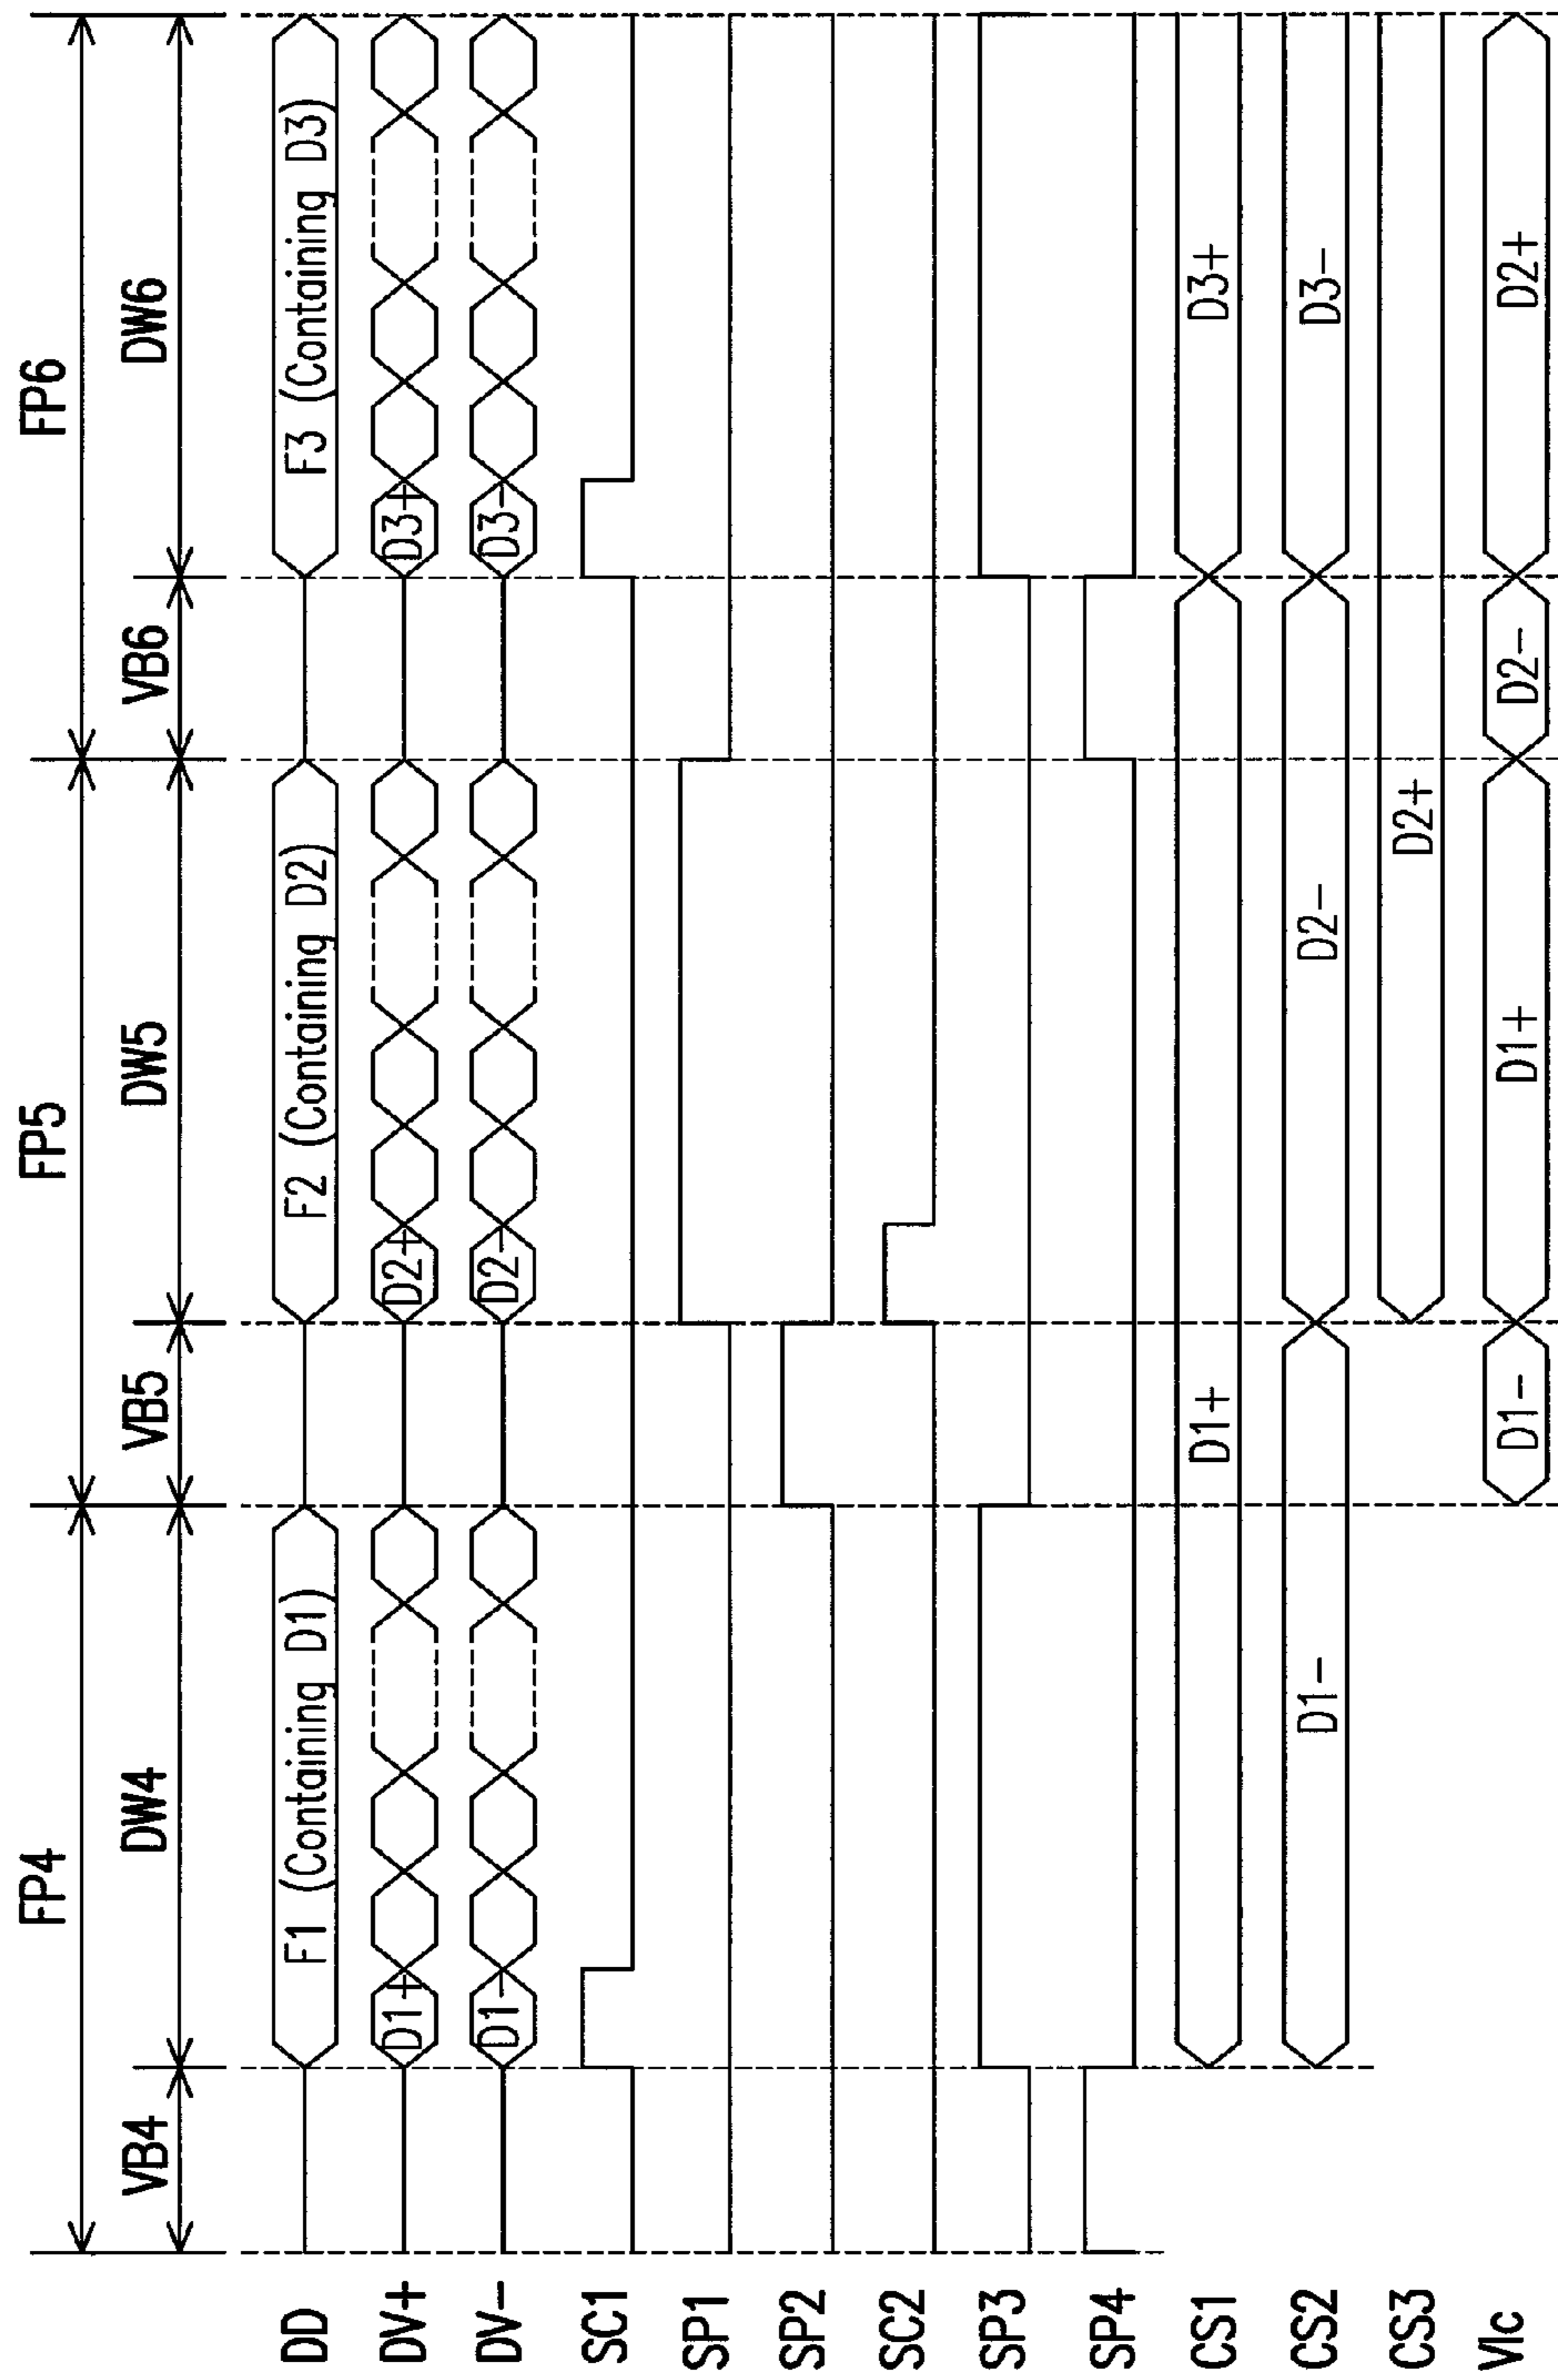 FP4 FP5 FP6
VB4 DW4 VB5 DW5 VB6 DW6
DD F1 (Containing D1) F2 (Containing D2) F3 (Containing D3)
DV+ D1+ D2+ D3+
DV- D1- D2- D3-
SC1
SP1
SP2
SC2
SP3
SP4
CS1 D1+ D3+
CS2 D1- D2- D3-
CS3 D2+
Vlc D1- D1+ D2- D2+